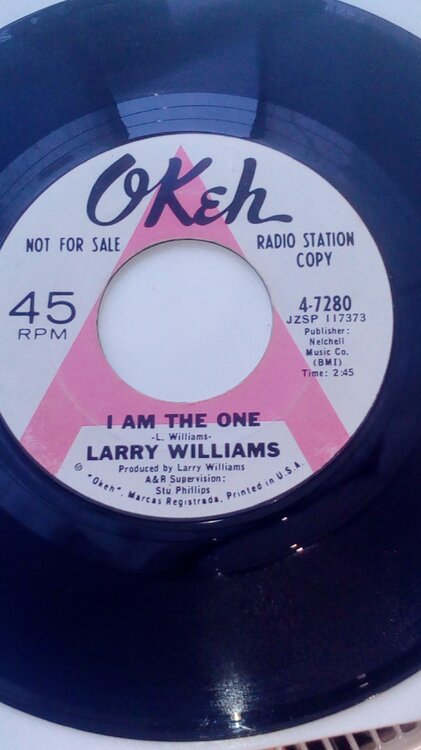 OKeh
NOT FOR SALE
RADIO STATION
COPY
45
RPM
4-7280
JZSP 117373
Publisher:
Nelchell
Music Co.
(BMI)
Time: 2:45
I AM THE ONE
-L. Williams-
LARRY WILLIAMS
Produced by Larry Williams
A&R Supervision:
Stu Phillips
℗ "Okeh", Marcas Registrada, Printed in U.S.A.